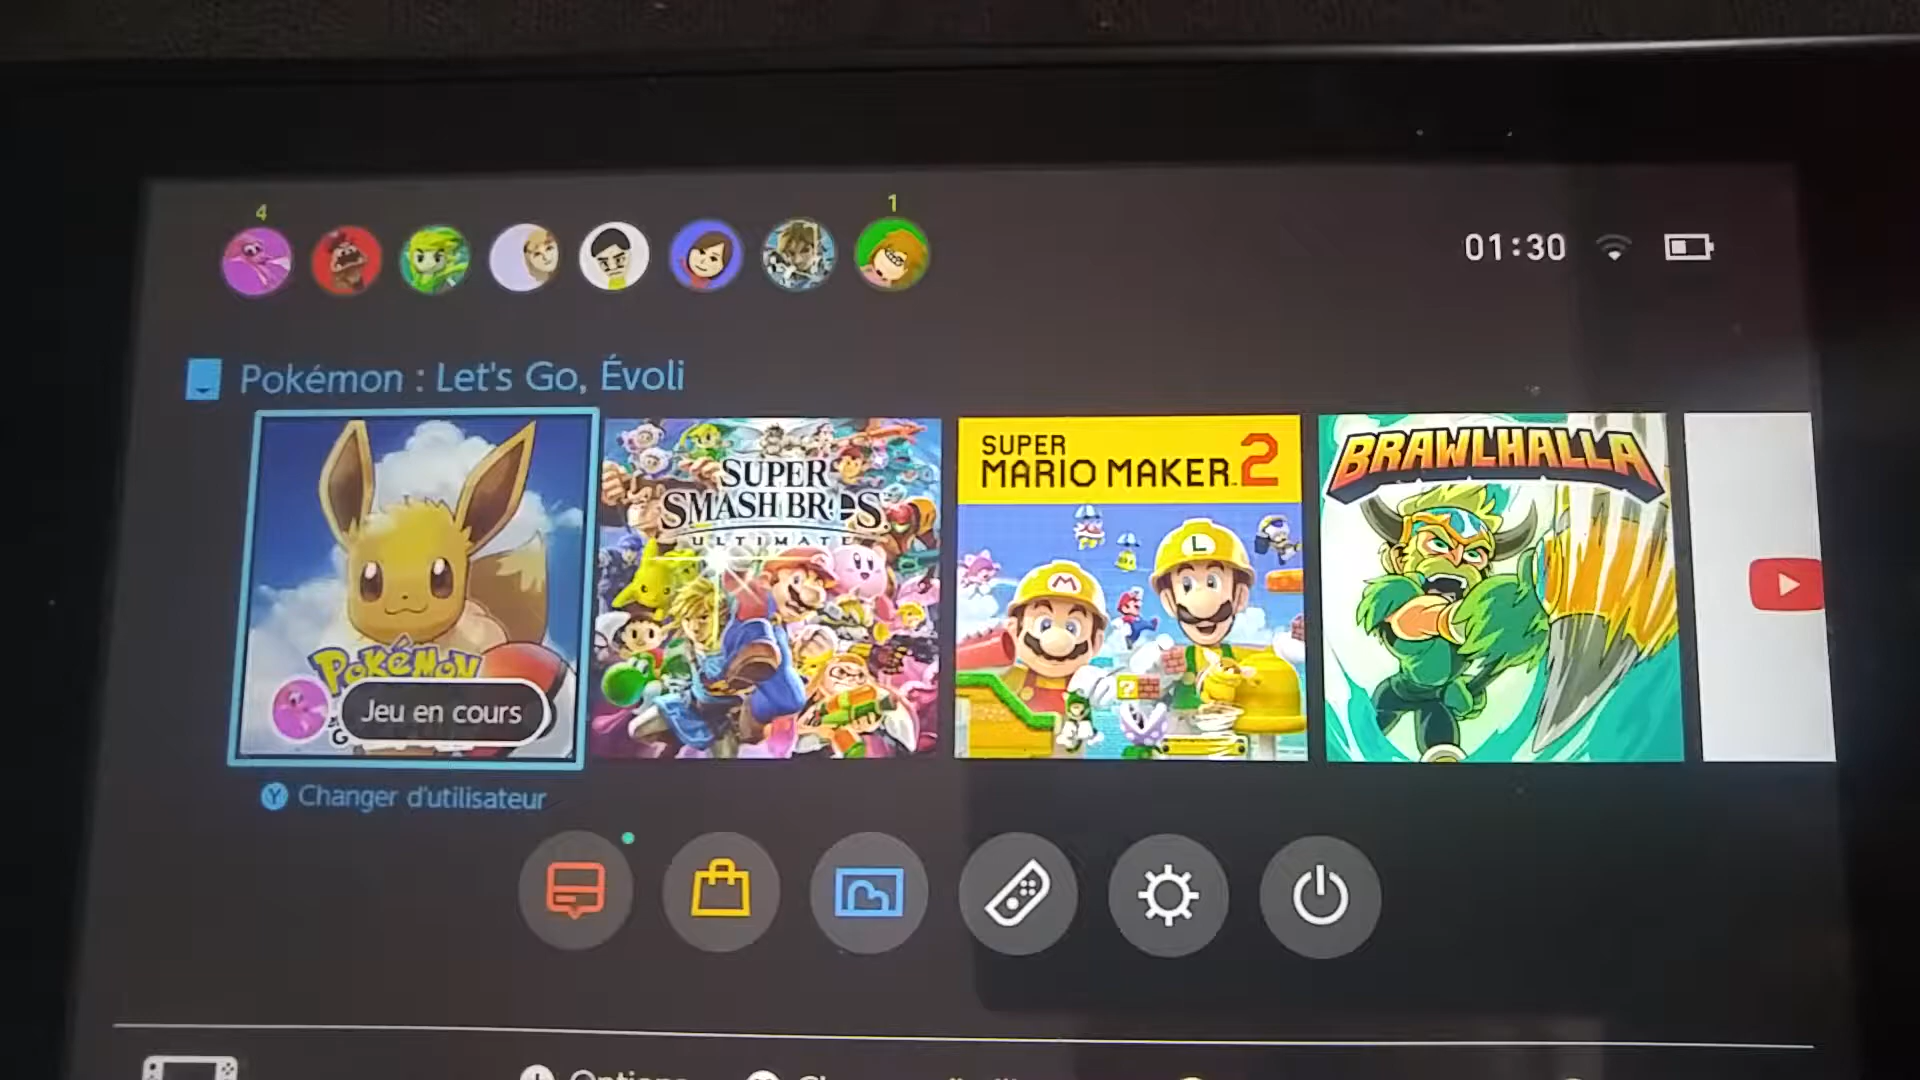 4
1
01:30
Pokémon : Let's Go, Évoli
POKéMON
Jeu en cours
SUPER
SMASH BROS.
ULTIMATE
SUPER
MARIO MAKER 2
M
L
BRAWLHALLA
Y Changer d'utilisateur
Options